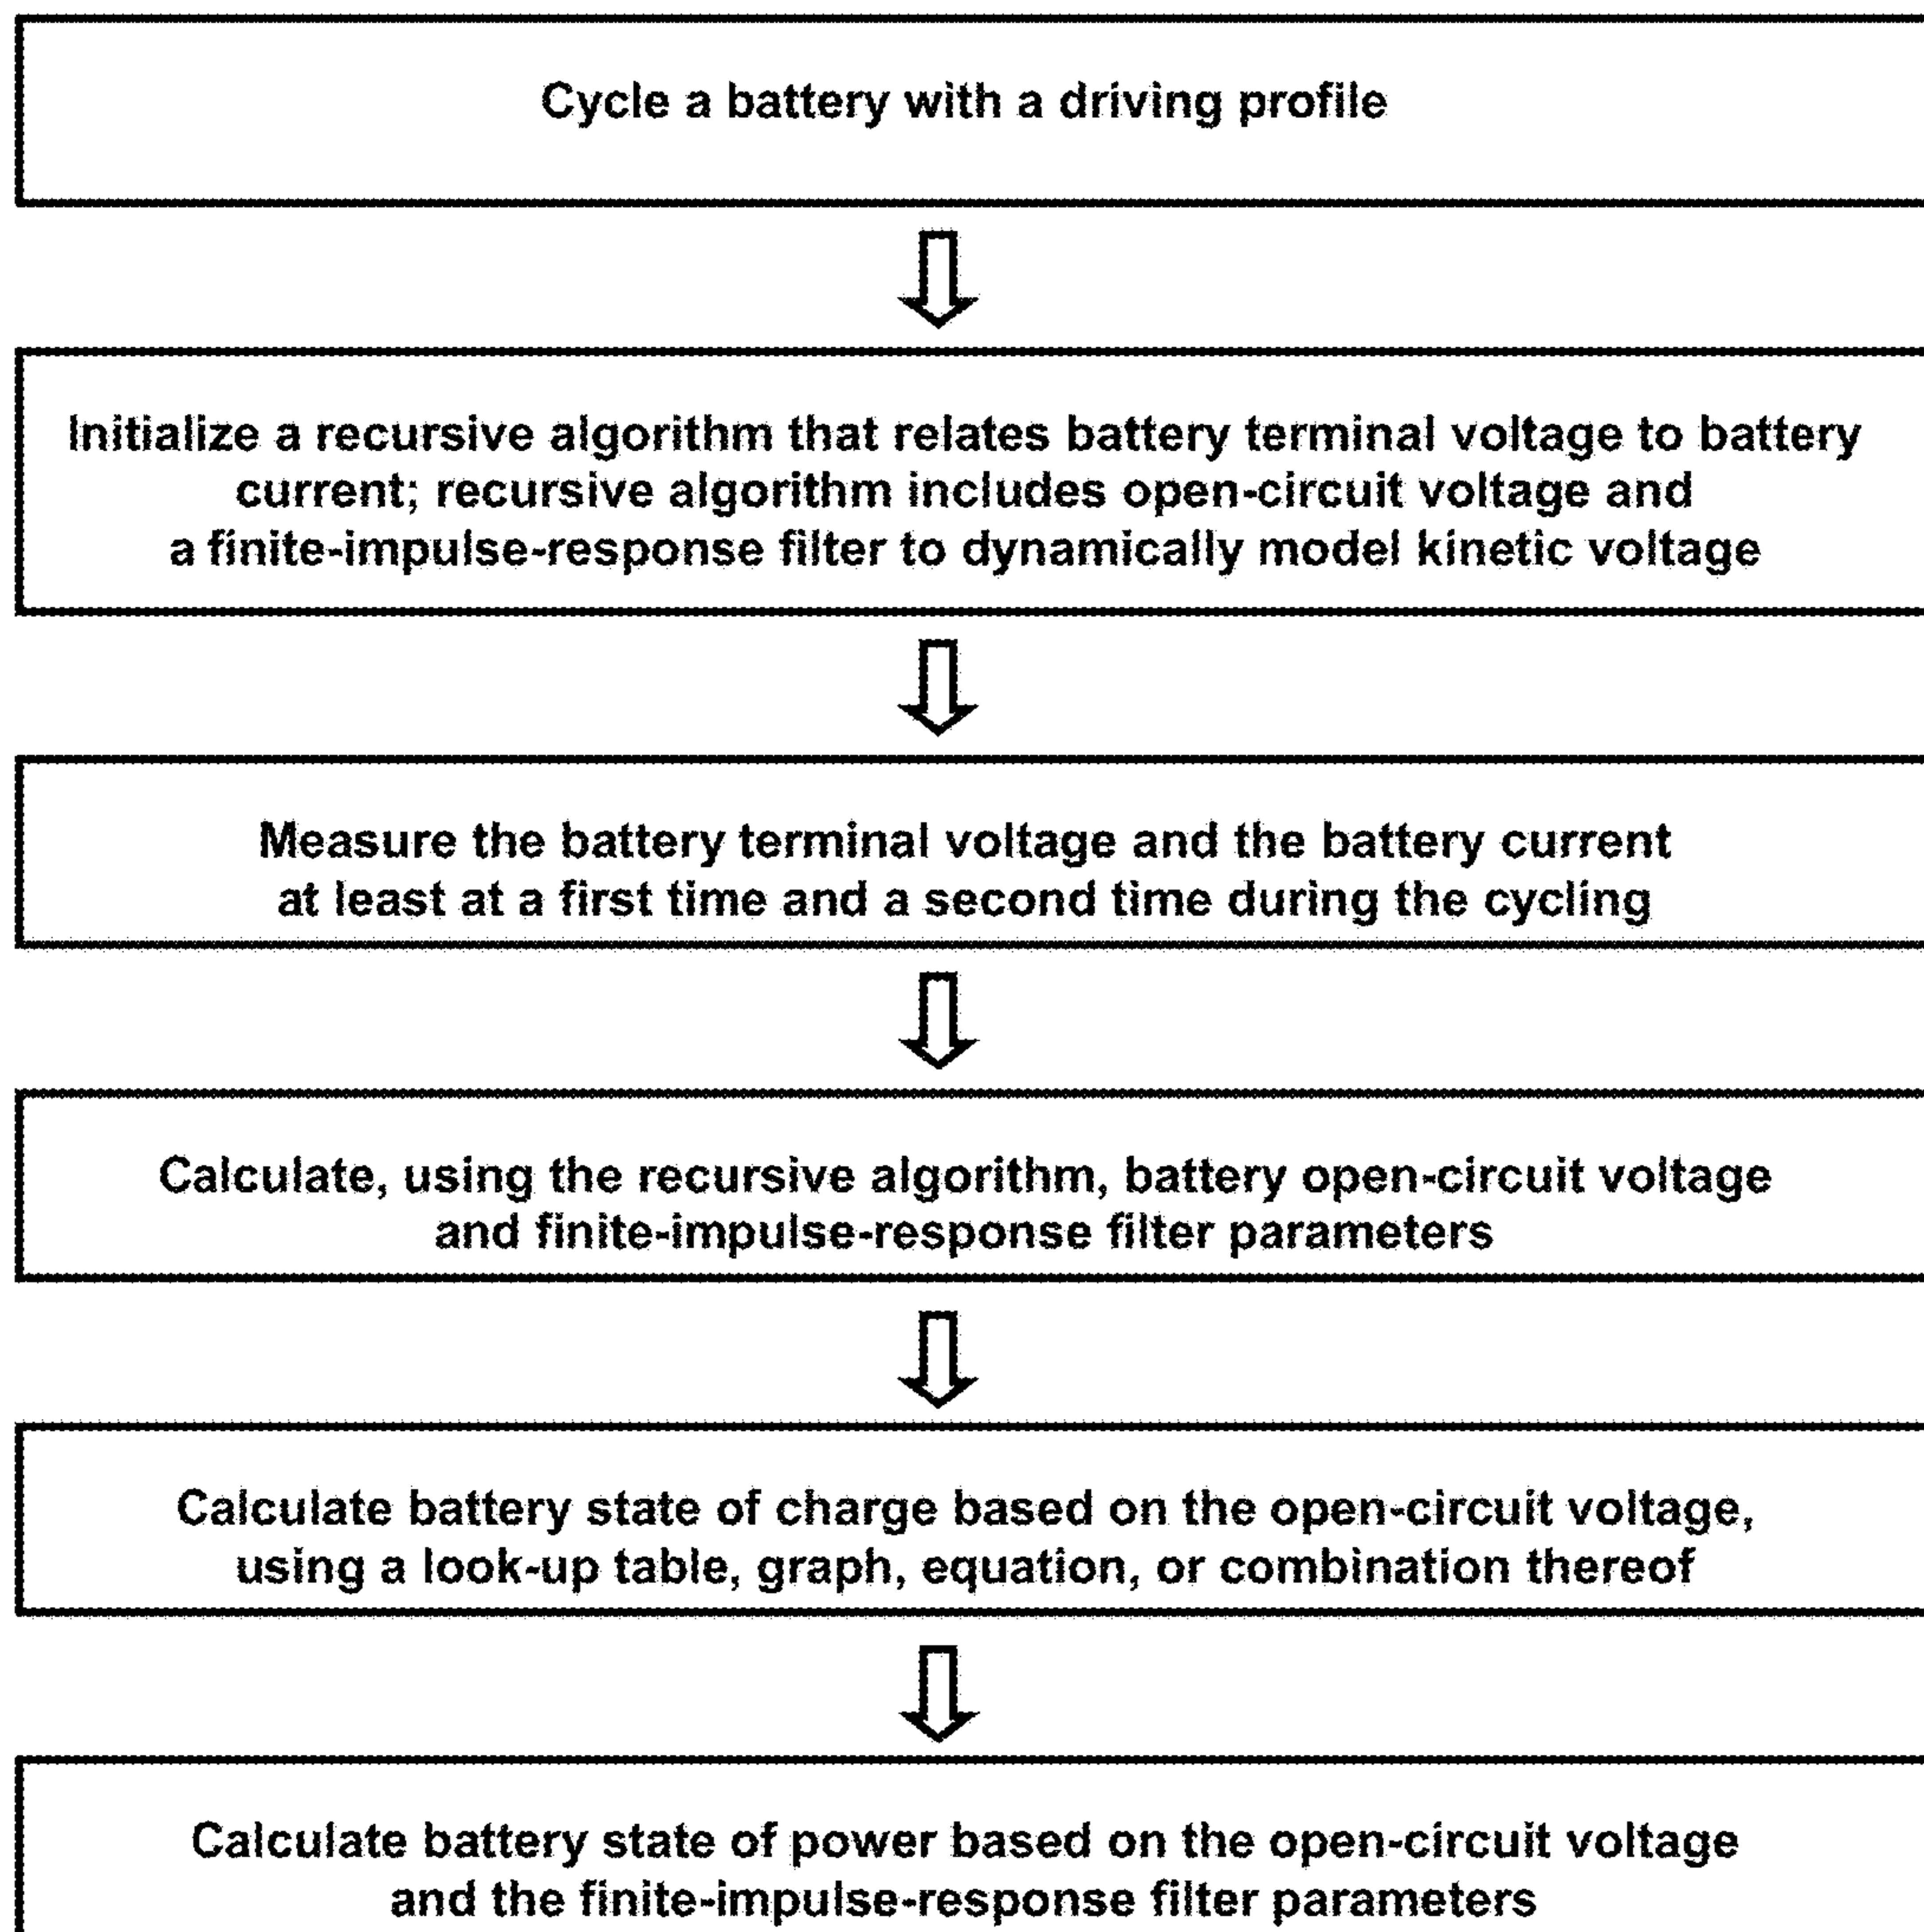 Cycle a battery with a driving profile
Initialize a recursive algorithm that relates battery terminal voltage to battery
current; recursive algorithm includes open-circuit voltage and
a finite-impulse-response filter to dynamically model kinetic voltage
Measure the battery terminal voltage and the battery current
at least at a first time and a second time during the cycling
Calculate, using the recursive algorithm, battery open-circuit voltage
and finite-impulse-response filter parameters
Calculate battery state of charge based on the open-circuit voltage,
using a look-up table, graph, equation, or combination thereof
Calculate battery state of power based on the open-circuit voltage
and the finite-impulse-response filter parameters